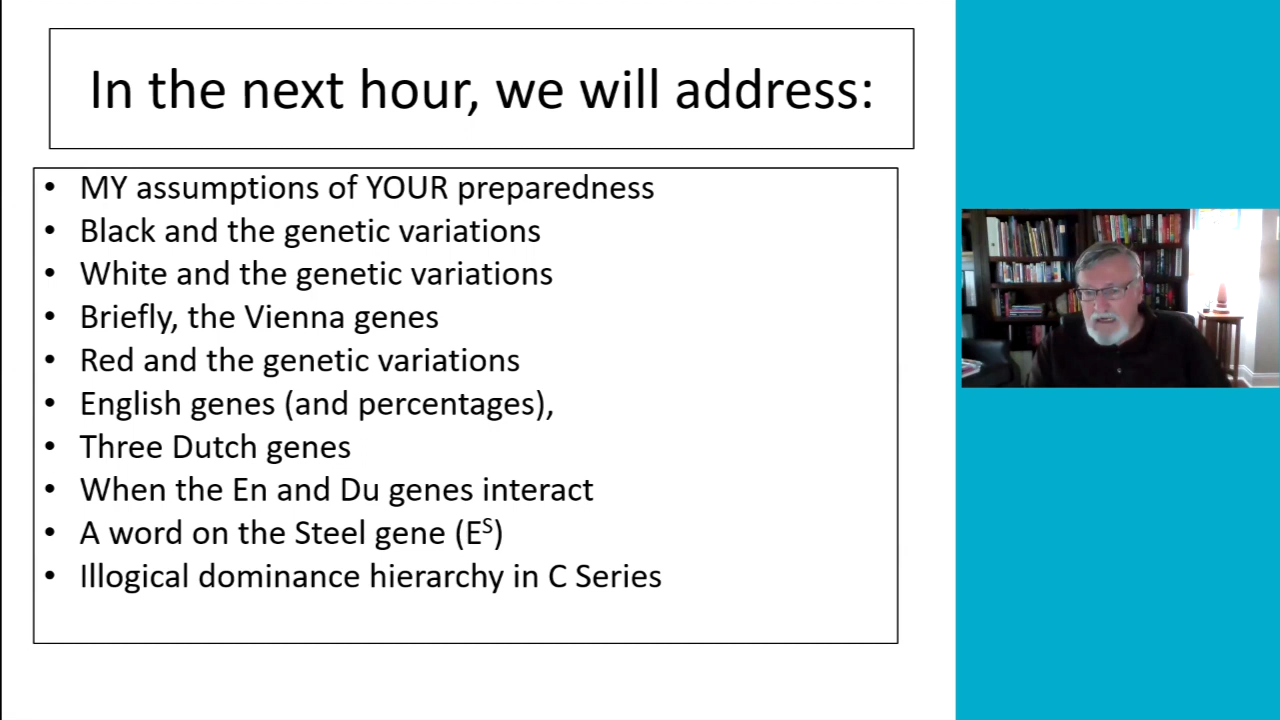 In the next hour, we will address:
• MY assumptions of YOUR preparedness
• Black and the genetic variations
• White and the genetic variations
• Briefly, the Vienna genes
• Red and the genetic variations
• English genes (and percentages),
• Three Dutch genes
• When the En and Du genes interact
• A word on the Steel gene (Eˢ)
• Illogical dominance hierarchy in C Series